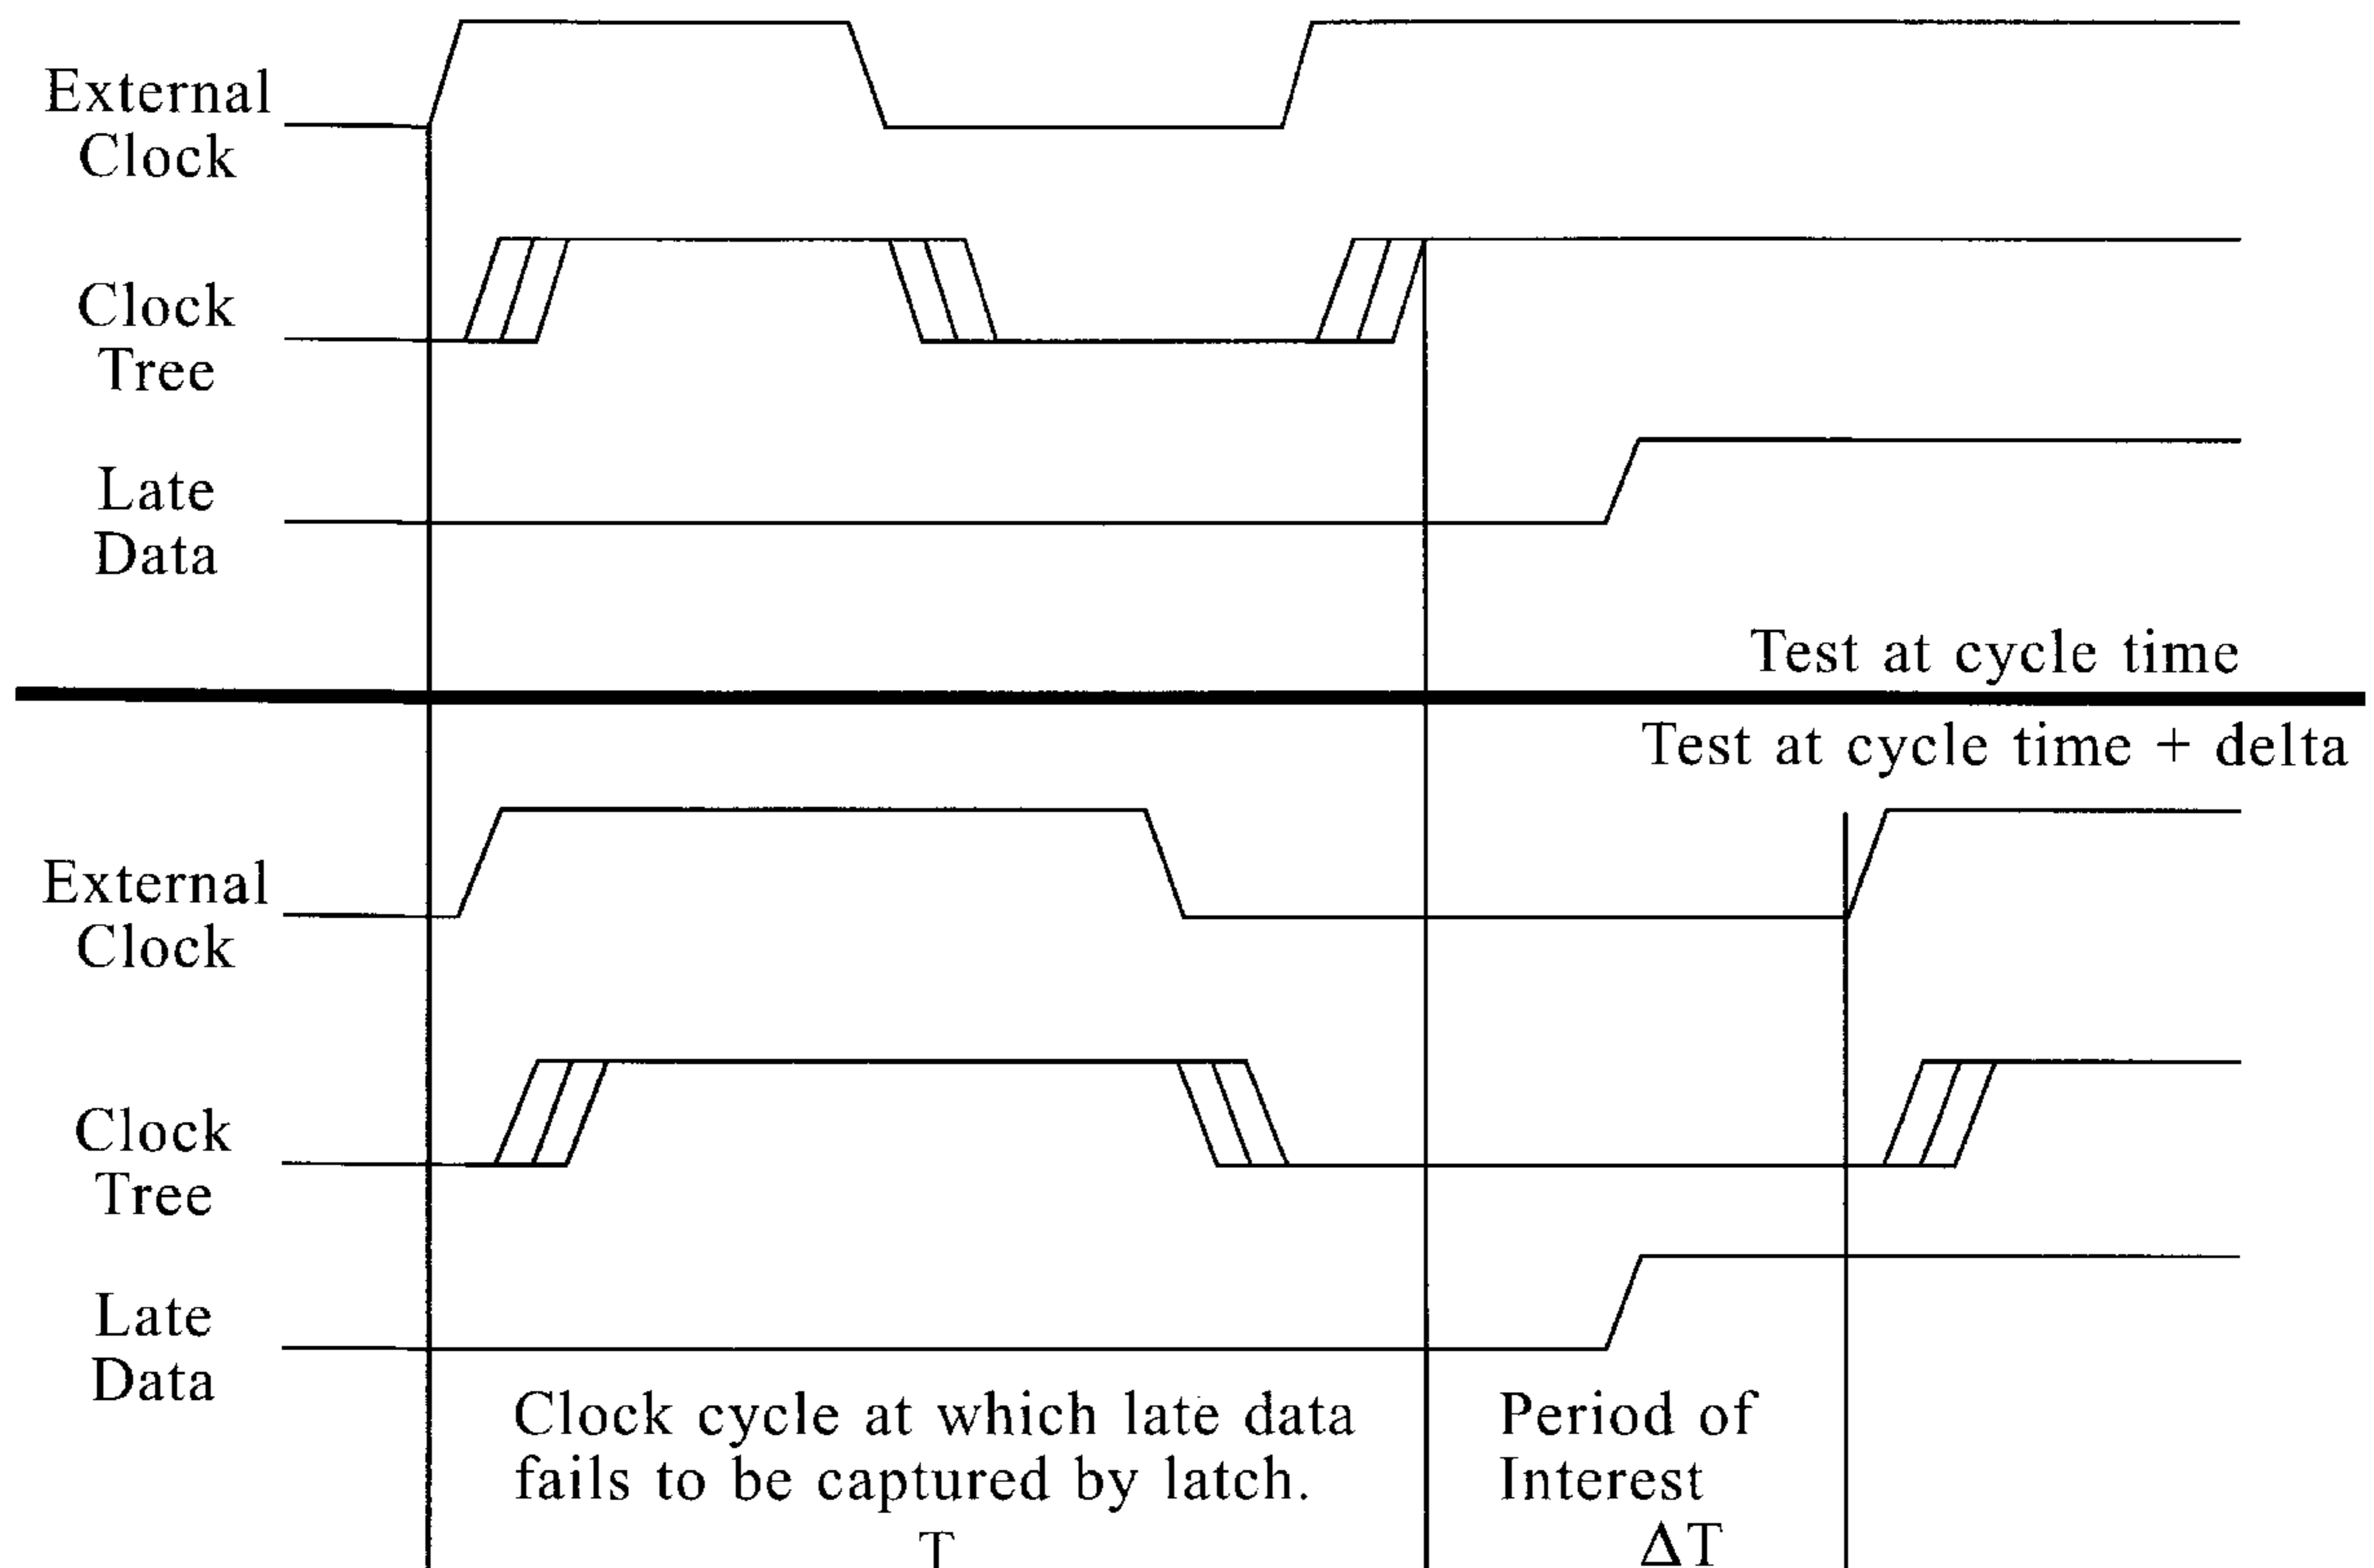 External
Clock
Clock
Tree
Late
Data
Test at cycle time
Test at cycle time + delta
External
Clock
Clock
Tree
Late
Data
Clock cycle at which late data
fails to be captured by latch.
T
Period of
Interest
ΔT